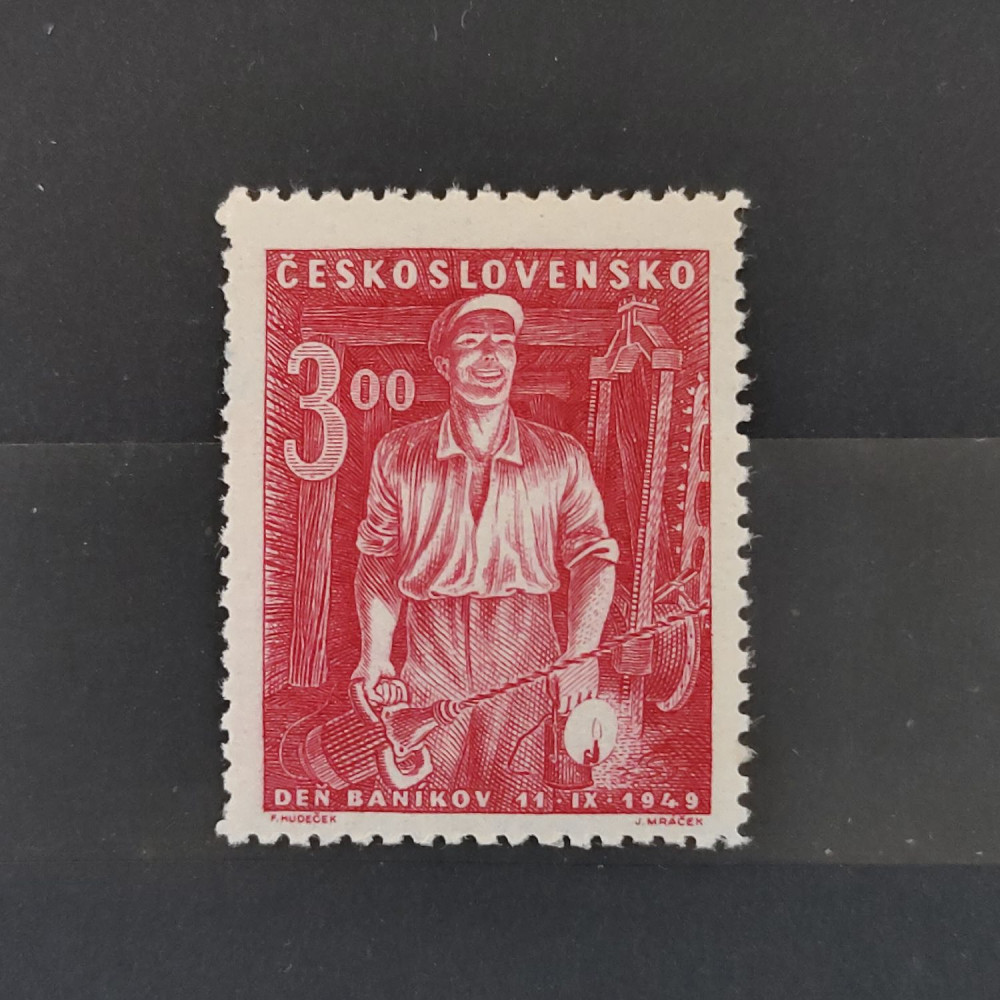 ČESKOSLOVENSKO
3 00
DEŇ BANÍKOV 11·IX·1949
F. HUDEČEK J. MRÁČEK